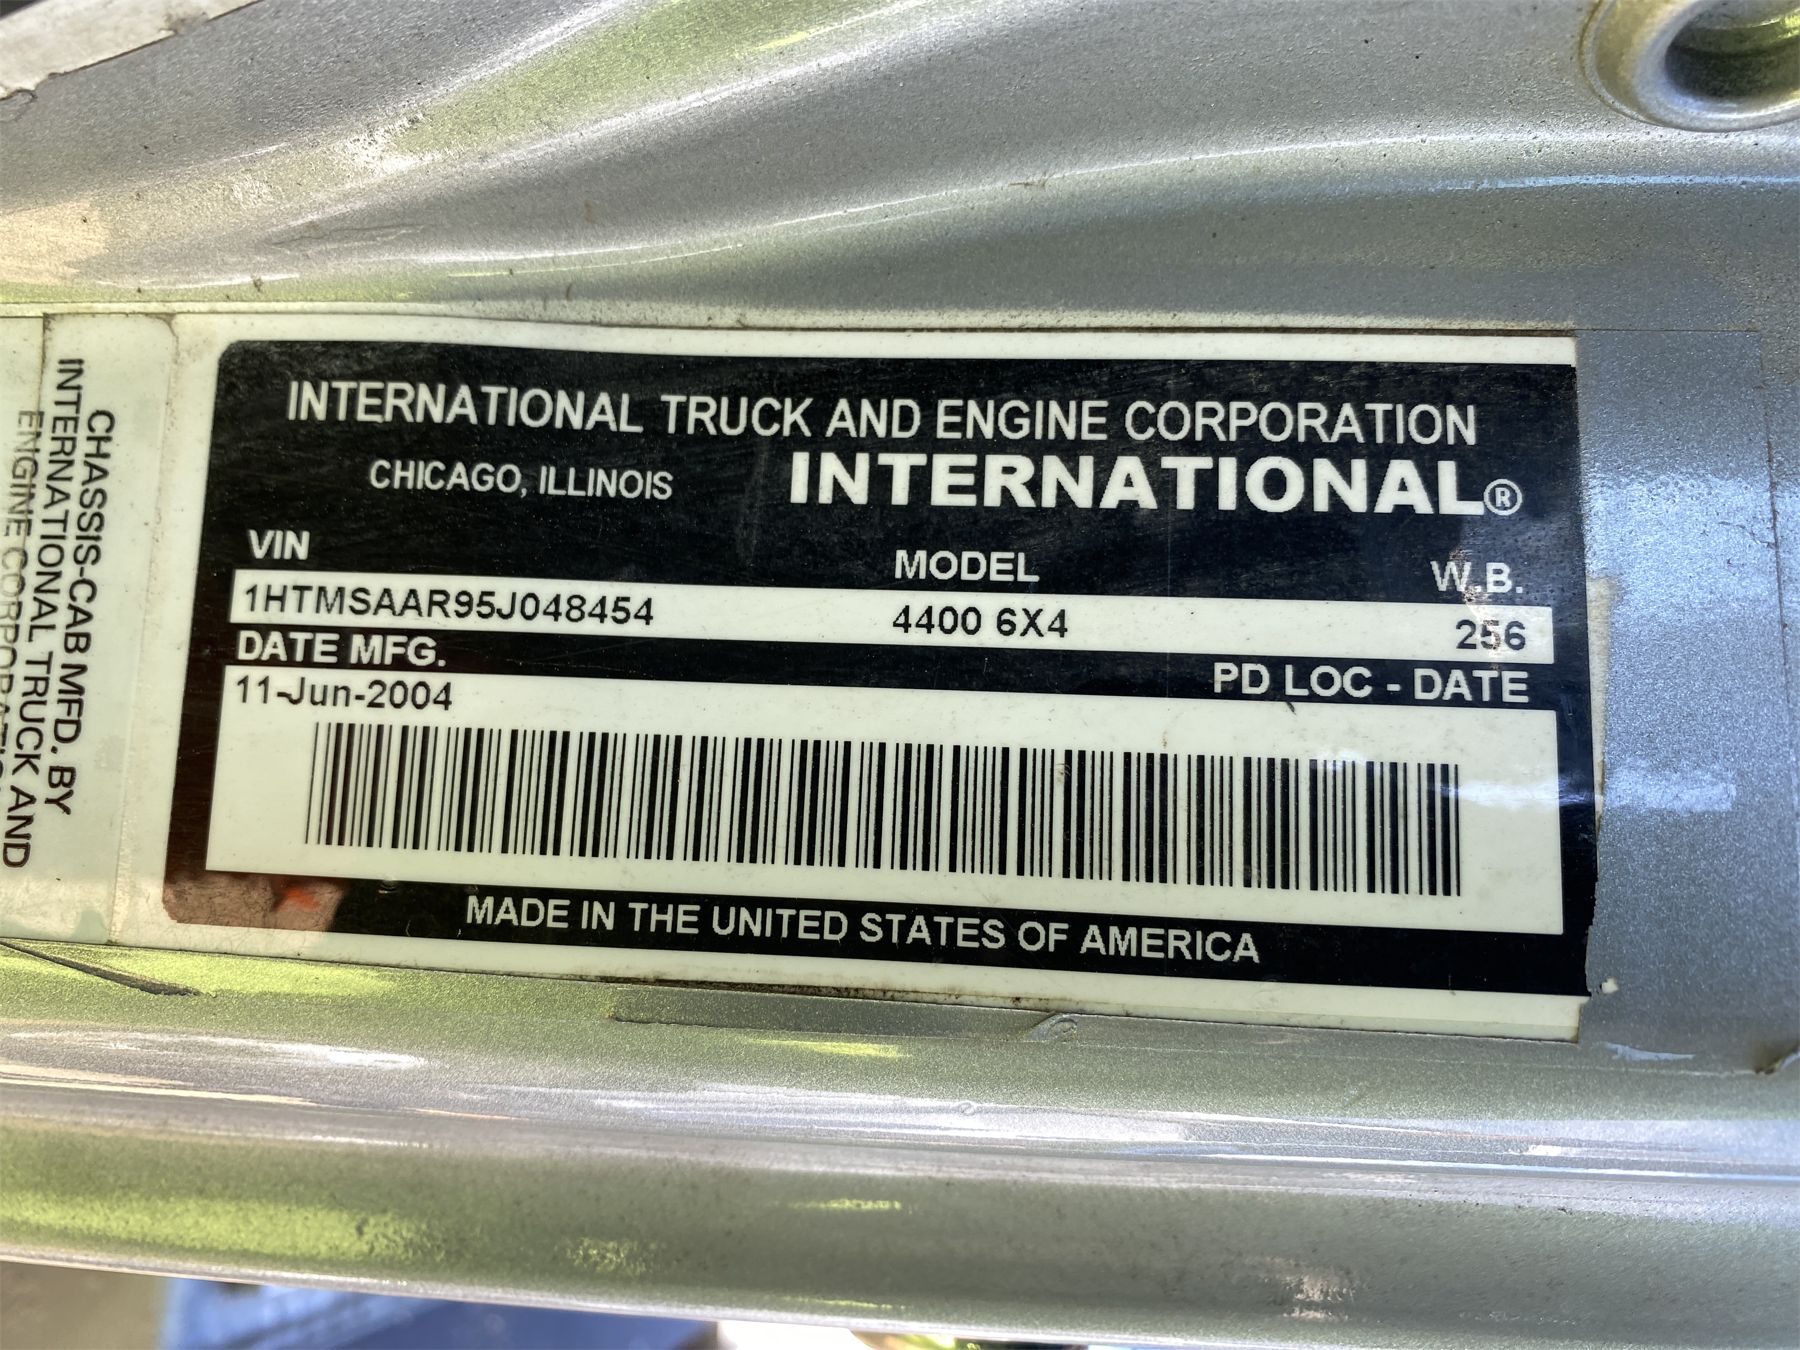 CHASSIS-CAB MFD. BY
INTERNATIONAL TRUCK AND
ENGINE CORPORATION
INTERNATIONAL TRUCK AND ENGINE CORPORATION
CHICAGO, ILLINOIS
INTERNATIONAL®
VIN MODEL W.B.
1HTMSAAR95J048454 4400 6X4 256
DATE MFG. PD LOC - DATE
11-Jun-2004
MADE IN THE UNITED STATES OF AMERICA